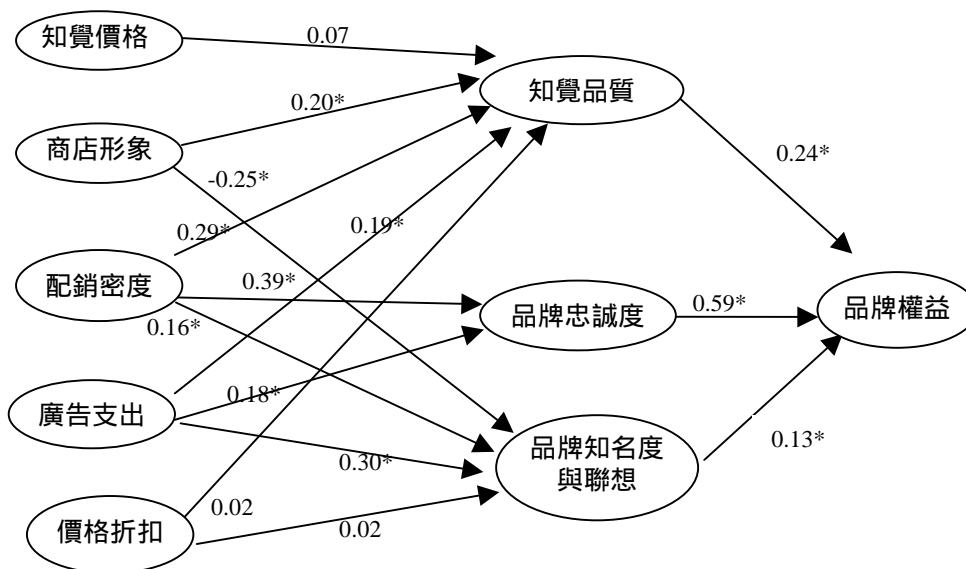 知覺價格
0.07
知覺品質
0.20*
商店形象
0.24*
-0.25*
0.29*
0.19*
配銷密度
0.39*
品牌忠誠度
0.59*
品牌權益
0.16*
0.18*
廣告支出
0.30*
品牌知名度
與聯想
0.13*
價格折扣
0.02
0.02